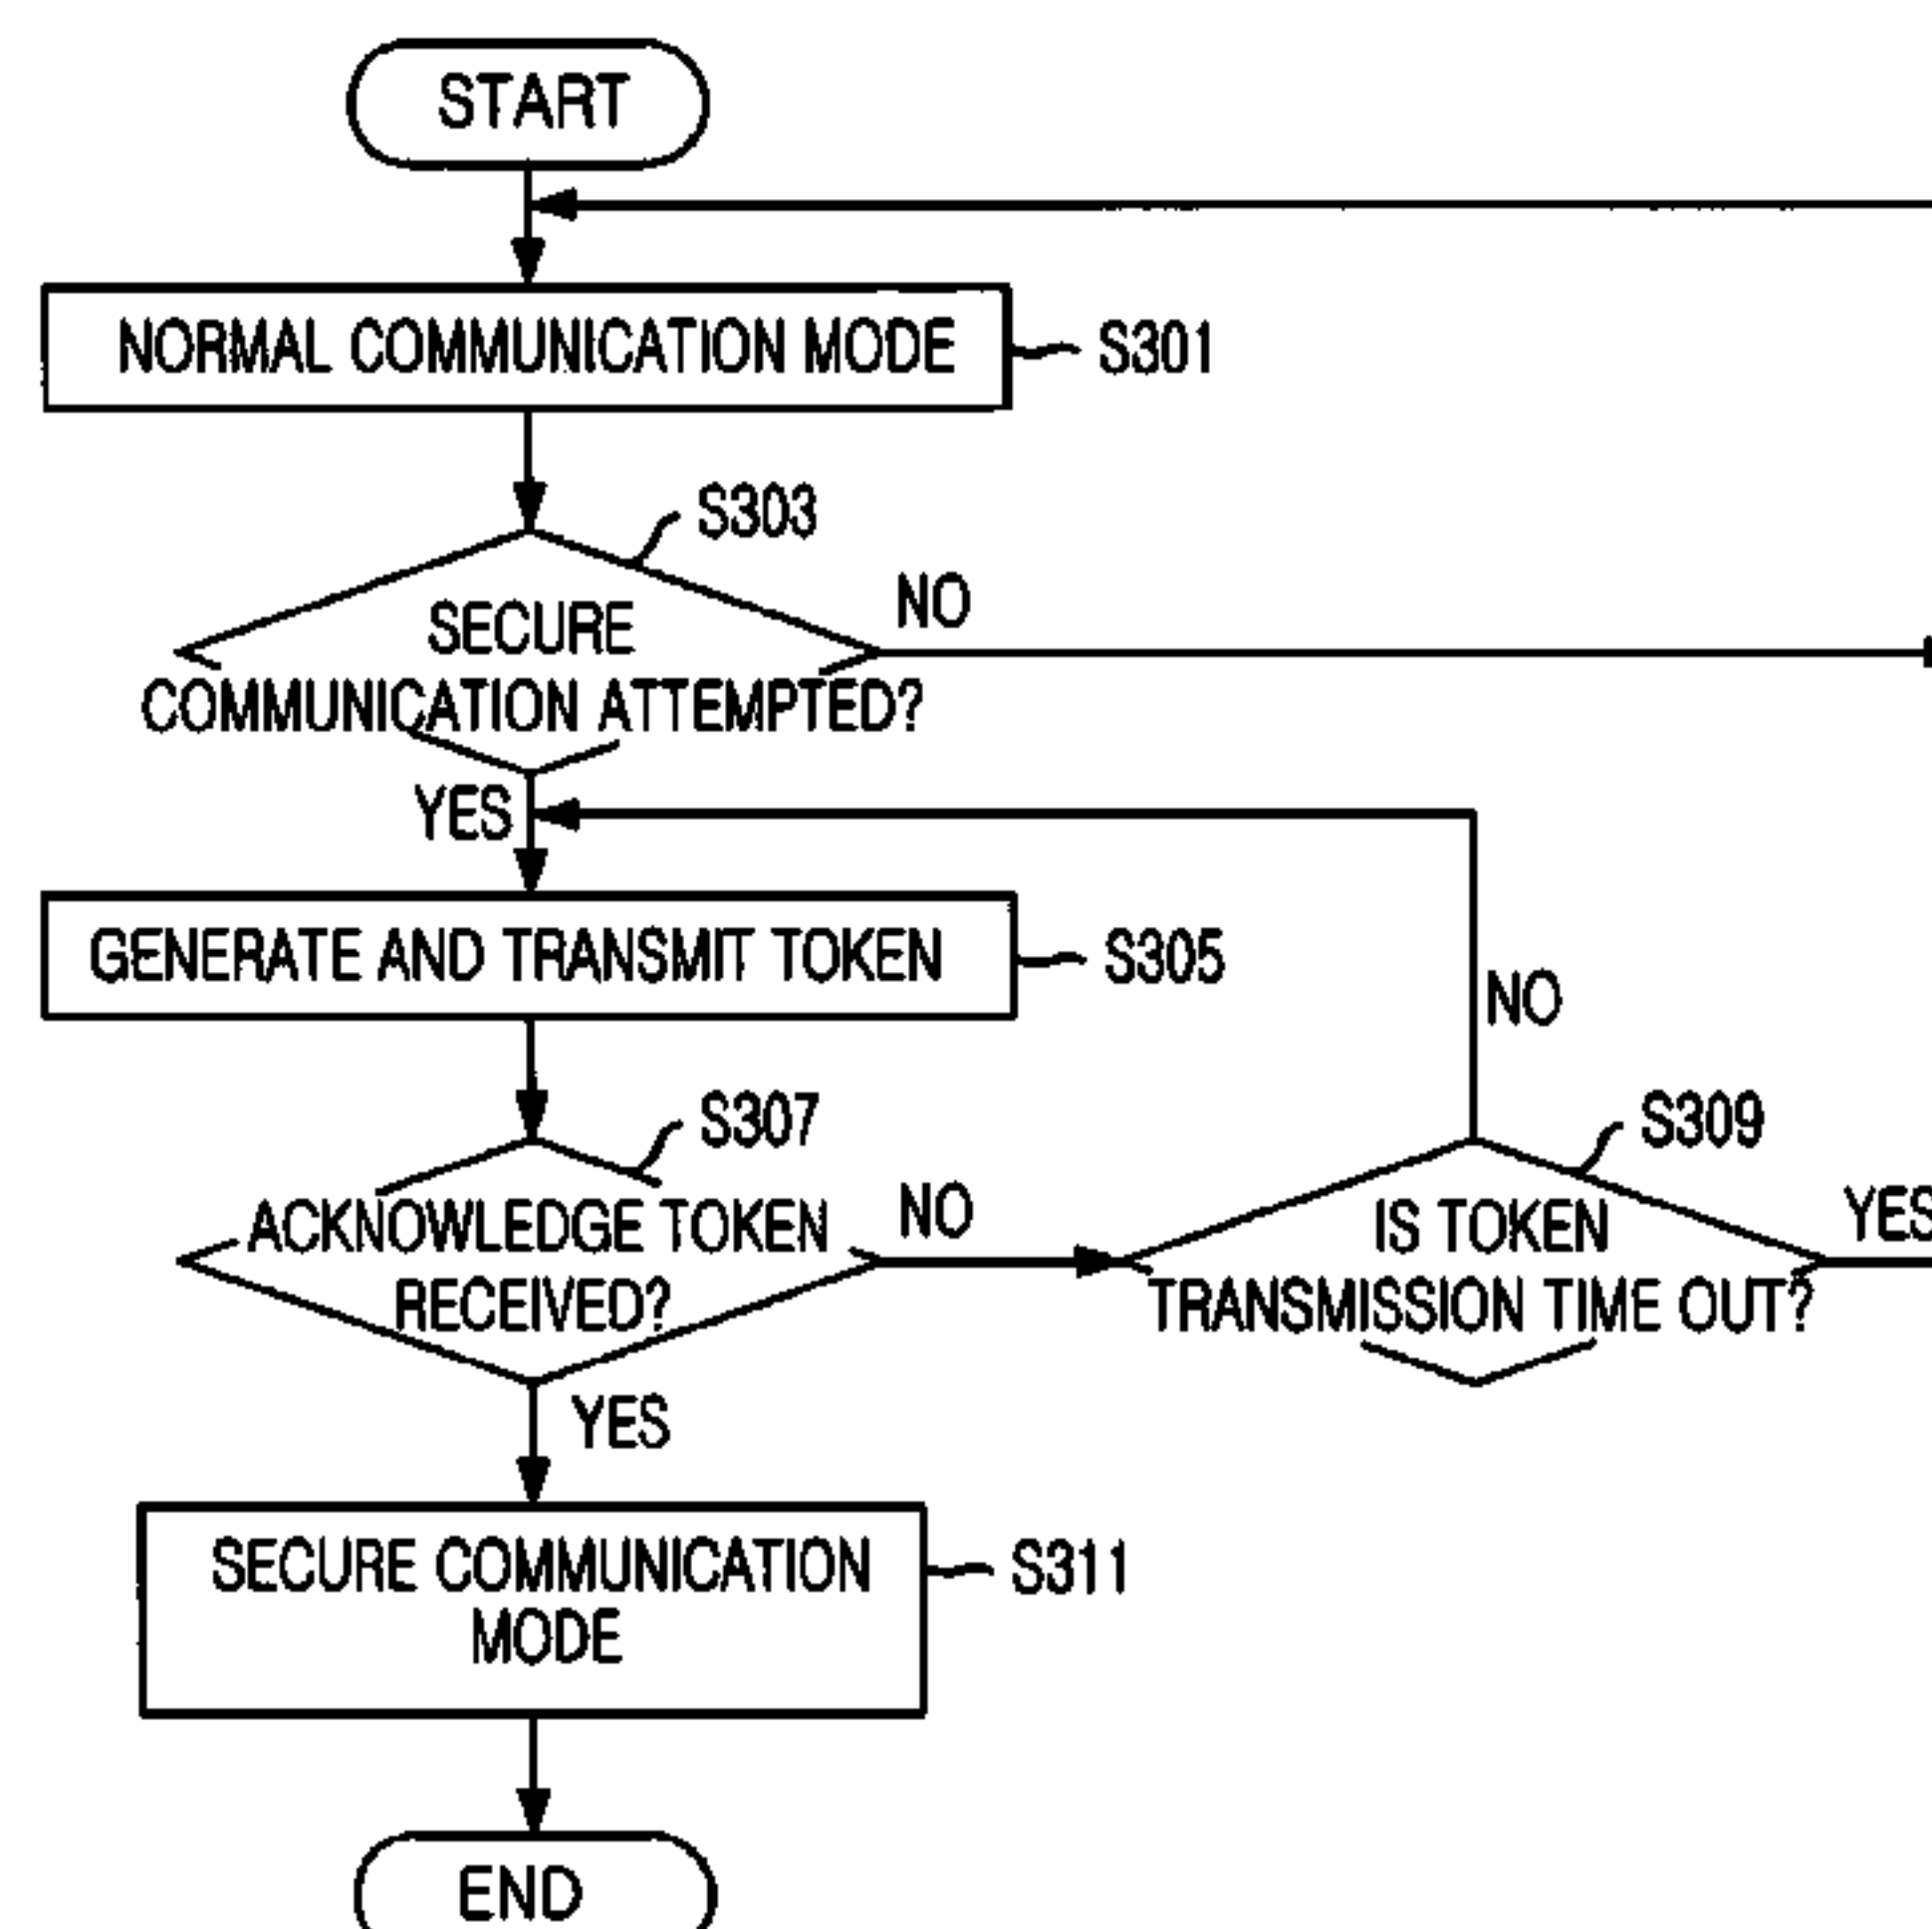 START
NORMAL COMMUNICATION MODE
S301
S303
SECURE
COMMUNICATION ATTEMPTED?
NO
YES
GENERATE AND TRANSMIT TOKEN
S305
NO
S307
ACKNOWLEDGE TOKEN
RECEIVED?
NO
S309
IS TOKEN
TRANSMISSION TIME OUT?
YES
YES
SECURE COMMUNICATION
MODE
S311
END